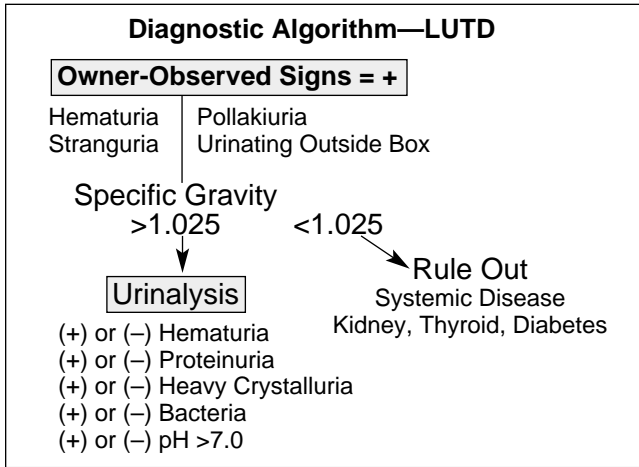 Diagnostic Algorithm—LUTD
Owner-Observed Signs = +
Hematuria
Stranguria
Pollakiuria
Urinating Outside Box
Specific Gravity
>1.025
<1.025
Urinalysis
(+) or (–) Hematuria
(+) or (–) Proteinuria
(+) or (–) Heavy Crystalluria
(+) or (–) Bacteria
(+) or (–) pH >7.0
Rule Out
Systemic Disease
Kidney, Thyroid, Diabetes